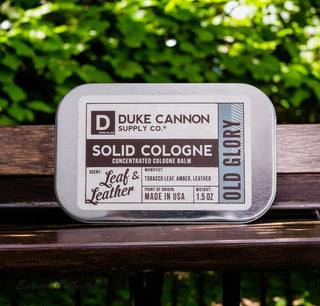 D DUKE CANNON
SUPPLY CO.®
SOLID COLOGNE
CONCENTRATED COLOGNE BALM
SCENT:
Leaf &
Leather
MANIFEST:
TOBACCO LEAF, AMBER, LEATHER
POINT OF ORIGIN:
MADE IN USA
WEIGHT:
1.5 OZ
OLD GLORY